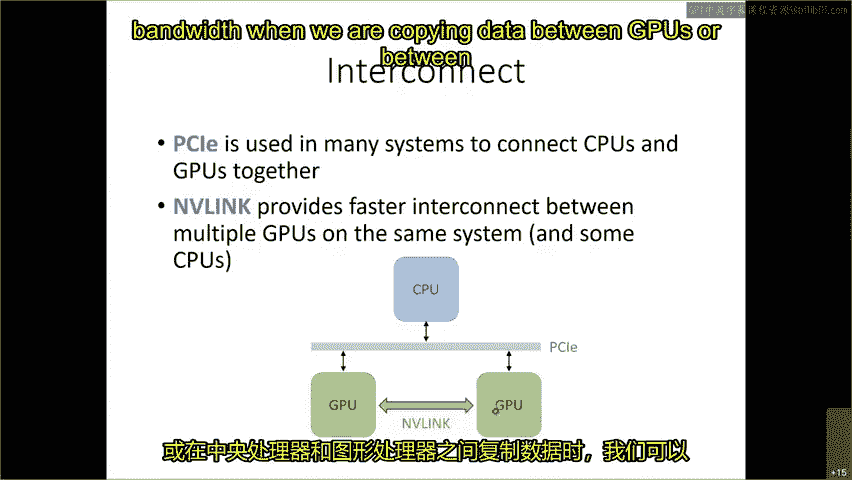 bandwidth when we are copying data between GPUs or
between
Interconnect
• PCIe is used in many systems to connect CPUs and
GPUs together
• NVLINK provides faster interconnect between
multiple GPUs on the same system (and some
CPUs)
CPU
PCIe
GPU
GPU
NVLINK
或在中央处理器和图形处理器之间复制数据时，我们可以
+15